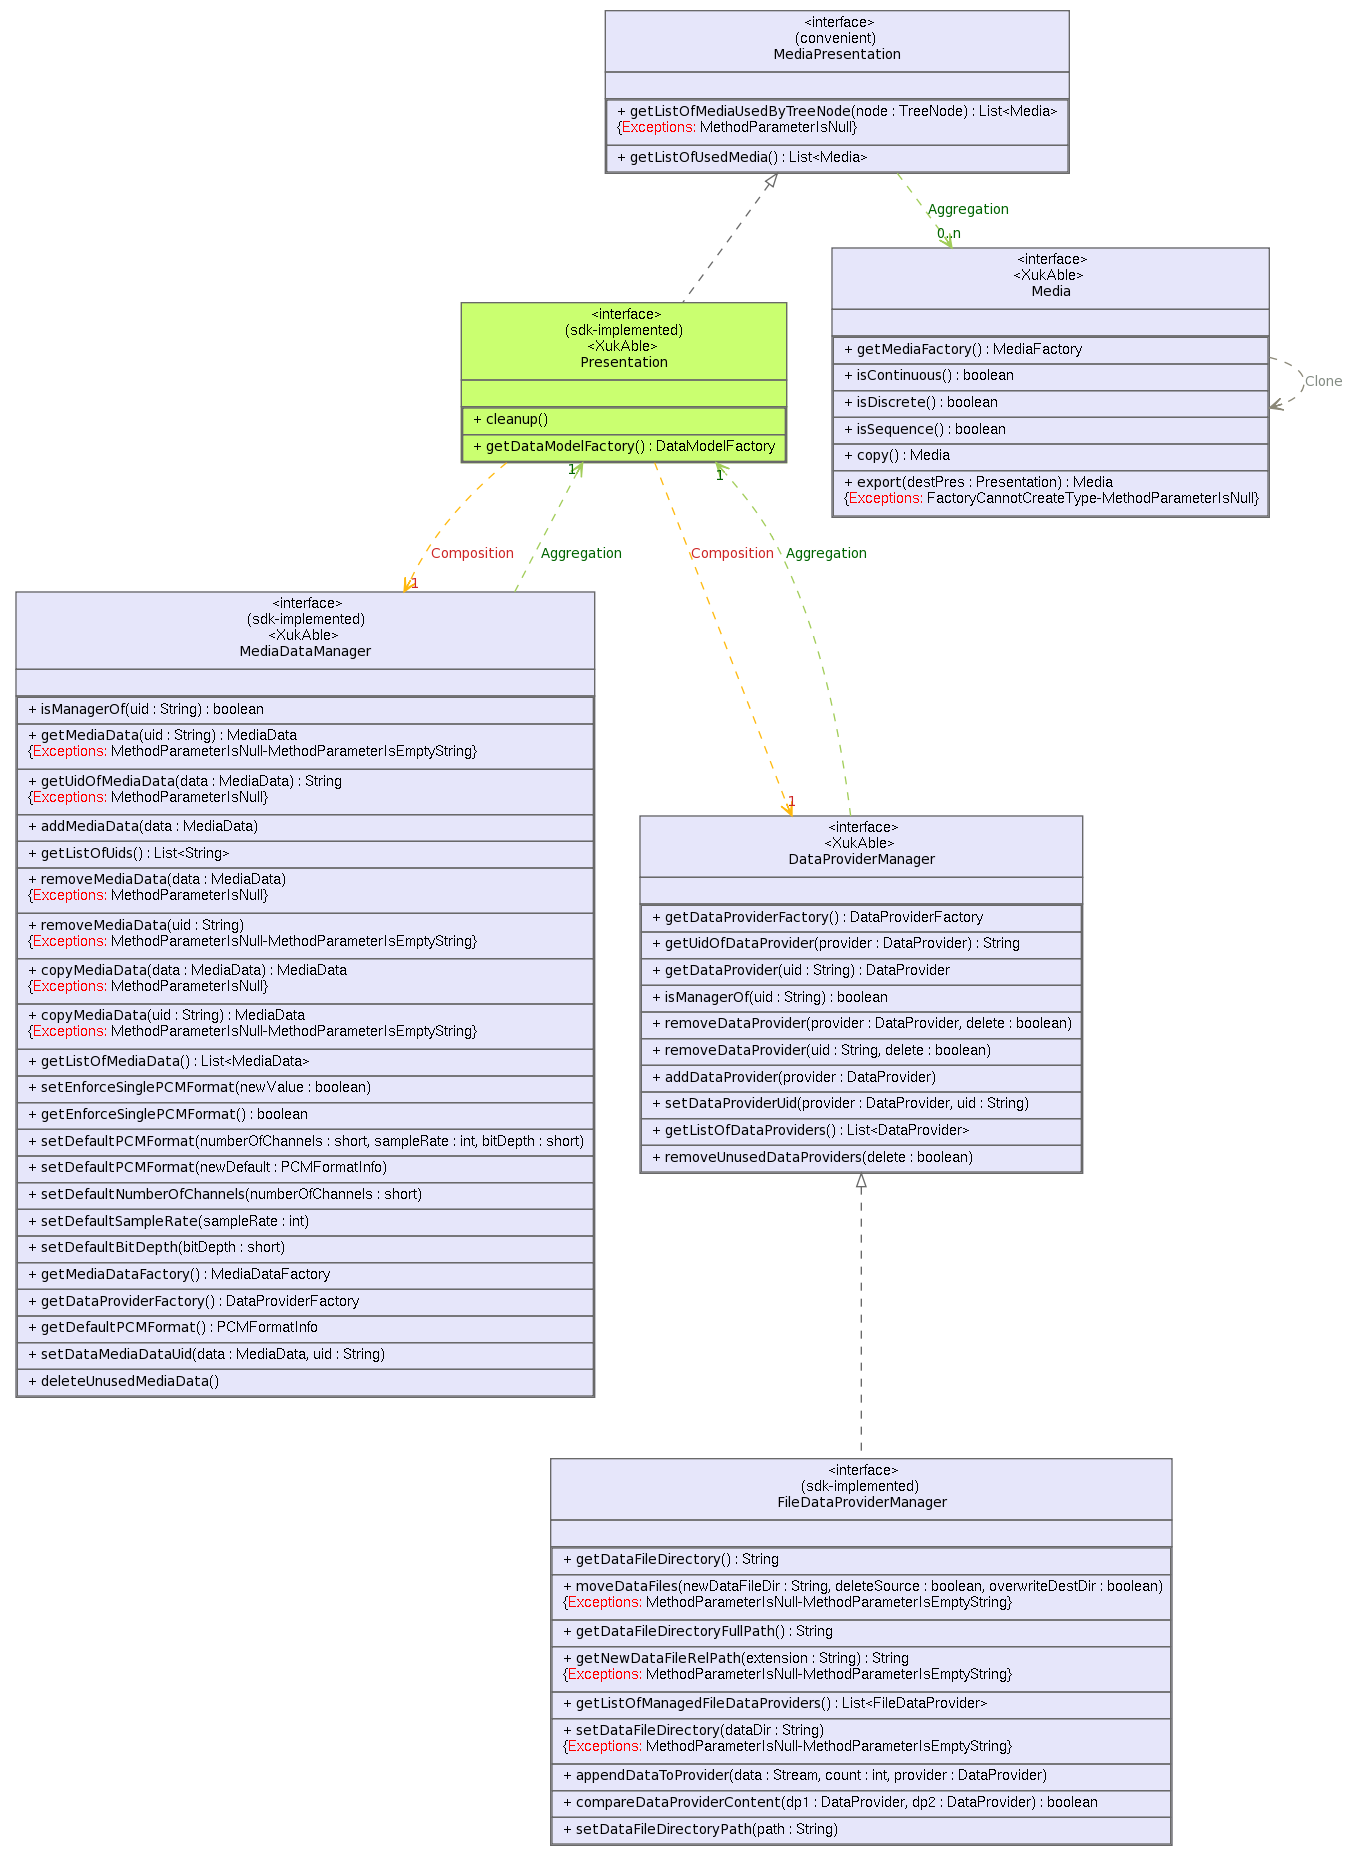 <interface>
(convenient)
MediaPresentation
+ getListOfMediaUsedByTreeNode(node : TreeNode) : List<Media>
{Exceptions: MethodParameterIsNull}
+ getListOfUsedMedia() : List<Media>
Aggregation
0..n
<interface>
<XukAble>
Media
+ getMediaFactory() : MediaFactory
+ isContinuous() : boolean
+ isDiscrete() : boolean
+ isSequence() : boolean
+ copy() : Media
+ export(destPres : Presentation) : Media
{Exceptions: FactoryCannotCreateType-MethodParameterIsNull}
Clone
<interface>
(sdk-implemented)
<XukAble>
Presentation
+ cleanup()
+ getDataModelFactory() : DataModelFactory
1
1
Composition
Aggregation
Composition
Aggregation
1
1
<interface>
(sdk-implemented)
<XukAble>
MediaDataManager
+ isManagerOf(uid : String) : boolean
+ getMediaData(uid : String) : MediaData
{Exceptions: MethodParameterIsNull-MethodParameterIsEmptyString}
+ getUidOfMediaData(data : MediaData) : String
{Exceptions: MethodParameterIsNull}
+ addMediaData(data : MediaData)
+ getListOfUids() : List<String>
+ removeMediaData(data : MediaData)
{Exceptions: MethodParameterIsNull}
+ removeMediaData(uid : String)
{Exceptions: MethodParameterIsNull-MethodParameterIsEmptyString}
+ copyMediaData(data : MediaData) : MediaData
{Exceptions: MethodParameterIsNull}
+ copyMediaData(uid : String) : MediaData
{Exceptions: MethodParameterIsNull-MethodParameterIsEmptyString}
+ getListOfMediaData() : List<MediaData>
+ setEnforceSinglePCMFormat(newValue : boolean)
+ getEnforceSinglePCMFormat() : boolean
+ setDefaultPCMFormat(numberOfChannels : short, sampleRate : int, bitDepth : short)
+ setDefaultPCMFormat(newDefault : PCMFormatInfo)
+ setDefaultNumberOfChannels(numberOfChannels : short)
+ setDefaultSampleRate(sampleRate : int)
+ setDefaultBitDepth(bitDepth : short)
+ getMediaDataFactory() : MediaDataFactory
+ getDataProviderFactory() : DataProviderFactory
+ getDefaultPCMFormat() : PCMFormatInfo
+ setDataMediaDataUid(data : MediaData, uid : String)
+ deleteUnusedMediaData()
<interface>
<XukAble>
DataProviderManager
+ getDataProviderFactory() : DataProviderFactory
+ getUidOfDataProvider(provider : DataProvider) : String
+ getDataProvider(uid : String) : DataProvider
+ isManagerOf(uid : String) : boolean
+ removeDataProvider(provider : DataProvider, delete : boolean)
+ removeDataProvider(uid : String, delete : boolean)
+ addDataProvider(provider : DataProvider)
+ setDataProviderUid(provider : DataProvider, uid : String)
+ getListOfDataProviders() : List<DataProvider>
+ removeUnusedDataProviders(delete : boolean)
<interface>
(sdk-implemented)
FileDataProviderManager
+ getDataFileDirectory() : String
+ moveDataFiles(newDataFileDir : String, deleteSource : boolean, overwriteDestDir : boolean)
{Exceptions: MethodParameterIsNull-MethodParameterIsEmptyString}
+ getDataFileDirectoryFullPath() : String
+ getNewDataFileRelPath(extension : String) : String
{Exceptions: MethodParameterIsNull-MethodParameterIsEmptyString}
+ getListOfManagedFileDataProviders() : List<FileDataProvider>
+ setDataFileDirectory(dataDir : String)
{Exceptions: MethodParameterIsNull-MethodParameterIsEmptyString}
+ appendDataToProvider(data : Stream, count : int, provider : DataProvider)
+ compareDataProviderContent(dp1 : DataProvider, dp2 : DataProvider) : boolean
+ setDataFileDirectoryPath(path : String)